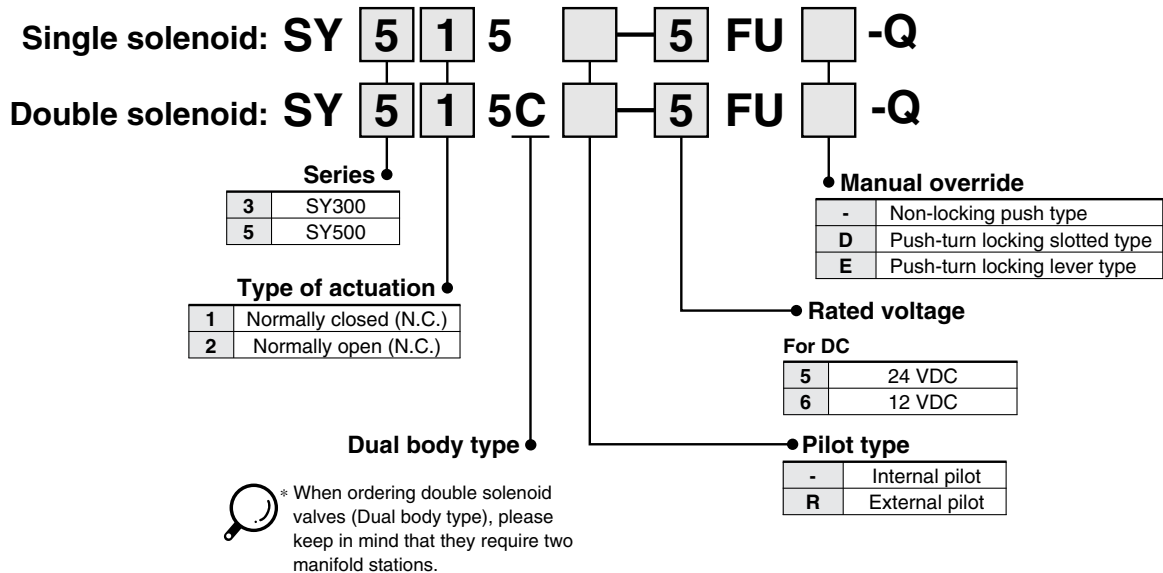 Single solenoid: SY 5 1 5 5 FU -Q
Double solenoid: SY 5 1 5C 5 FU -Q
Series
3 SY300
5 SY500
Type of actuation
1 Normally closed (N.C.)
2 Normally open (N.C.)
Dual body type
* When ordering double solenoid
valves (Dual body type), please
keep in mind that they require two
manifold stations.
Manual override
- Non-locking push type
D Push-turn locking slotted type
E Push-turn locking lever type
Rated voltage
For DC
5 24 VDC
6 12 VDC
Pilot type
- Internal pilot
R External pilot